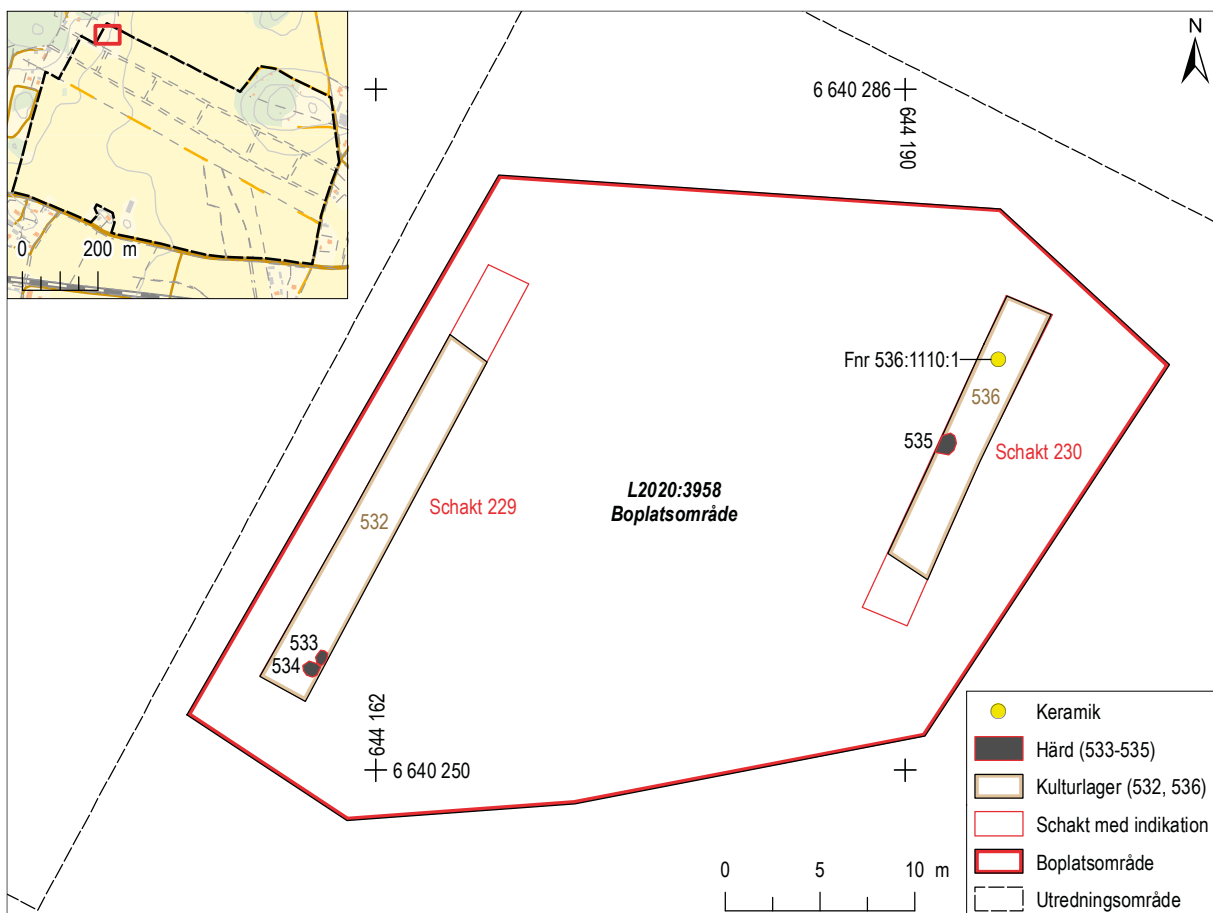 0 200 m
N
6 640 286
644 190
Fnr 536:1110:1
536
535
Schakt 230
L2020:3958
Boplatsområde
Schakt 229
532
533
534
644 162
6 640 250
0 5 10 m
Keramik
Härd (533-535)
Kulturlager (532, 536)
Schakt med indikation
Boplatsområde
Utredningsområde